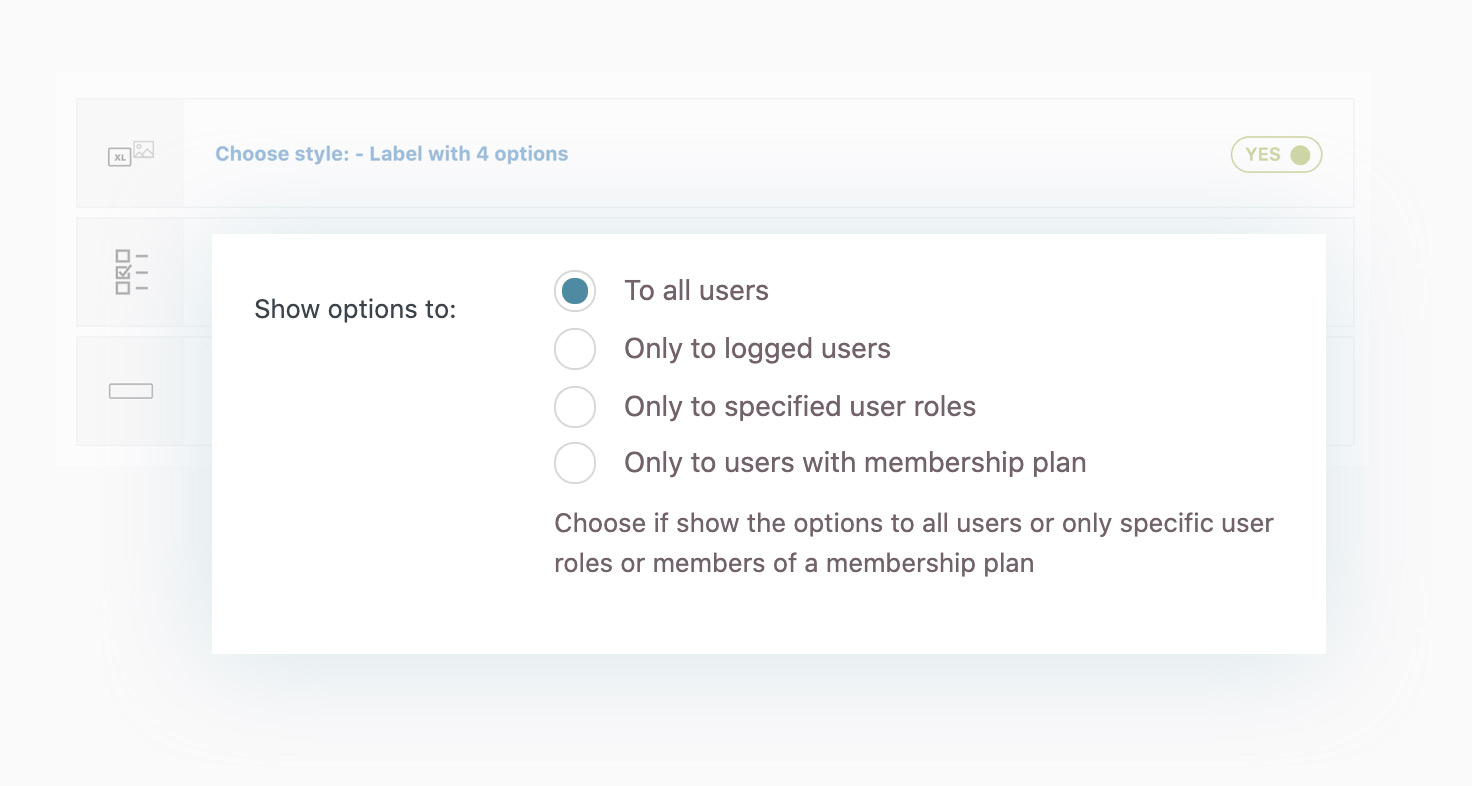 XL
Choose style: - Label with 4 options
YES
Show options to:
To all users
Only to logged users
Only to specified user roles
Only to users with membership plan
Choose if show the options to all users or only specific user
roles or members of a membership plan